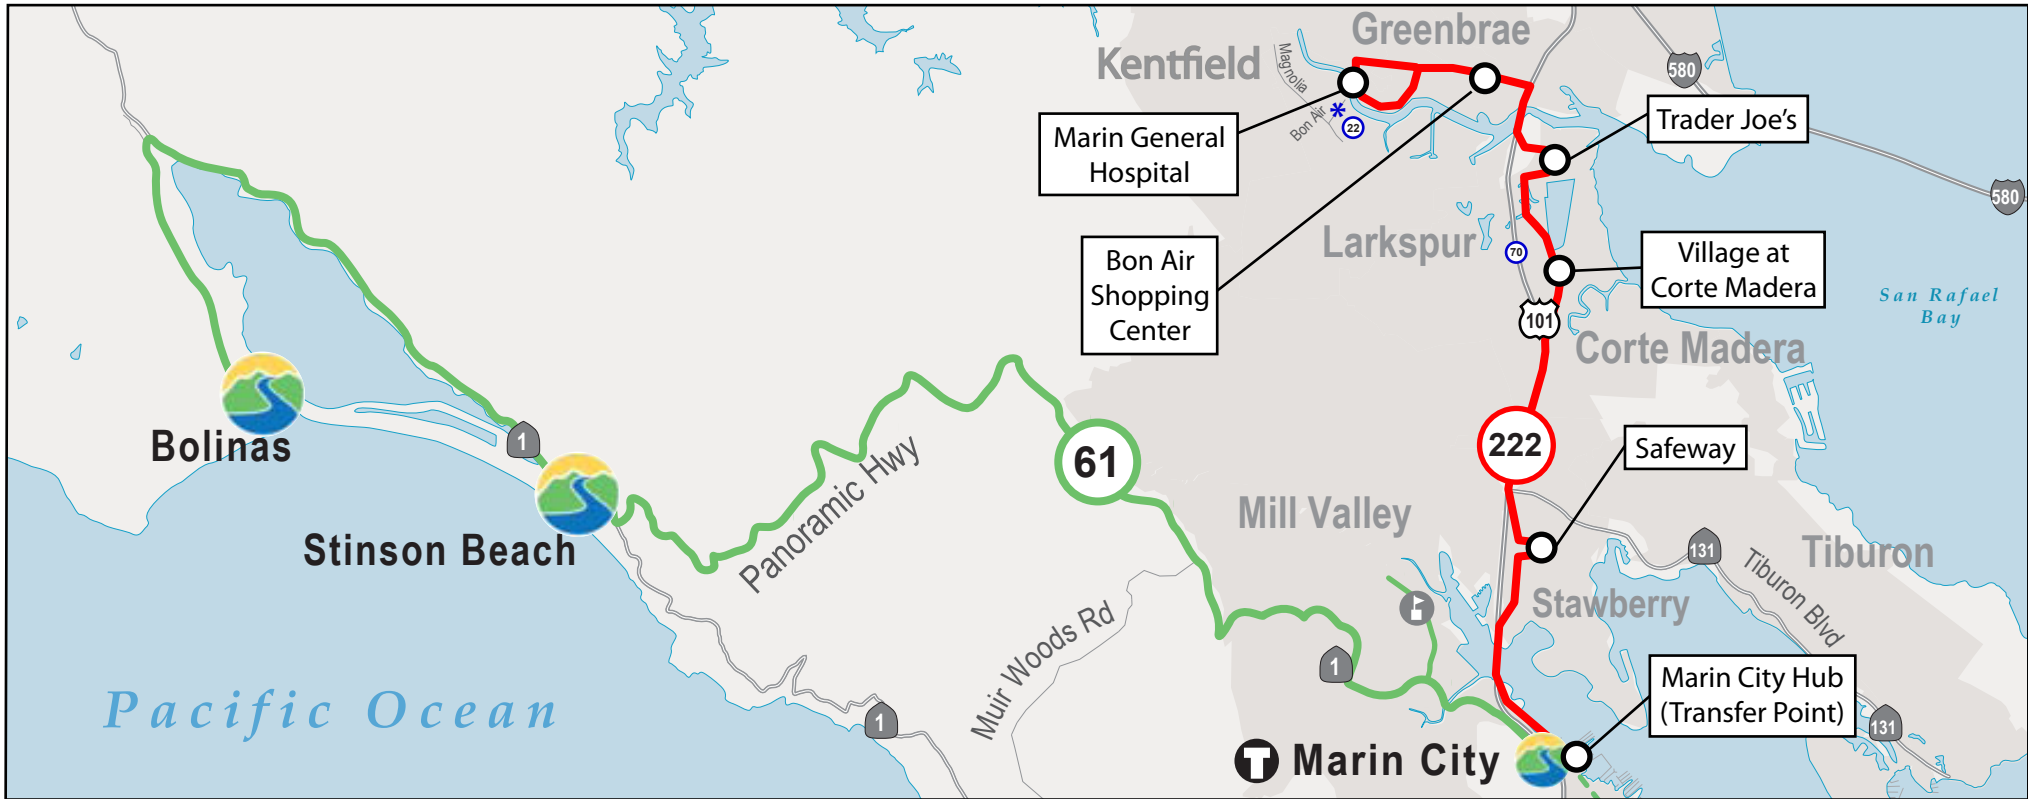 Greenbrae
Kentfield
Magnolia
Bon Air
22
580
Trader Joe's
Marin General
Hospital
580
Larkspur
70
Bon Air
Shopping
Center
Village at
Corte Madera
San Rafael
Bay
101
Corte Madera
Bolinas
1
Stinson Beach
Panoramic Hwy
61
222
Safeway
Mill Valley
131
Tiburon
Tiburon Blvd
Stawberry
Muir Woods Rd
1
Pacific Ocean
1
Marin City Hub
(Transfer Point)
131
T
Marin City